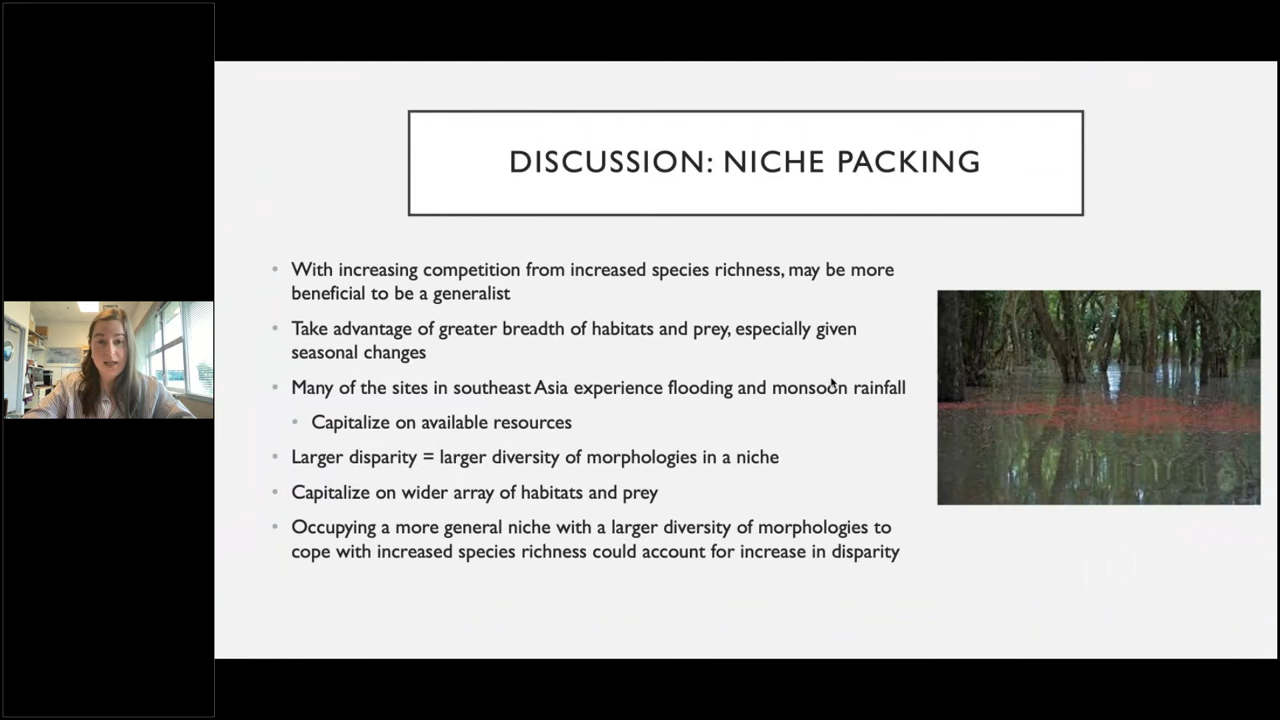 DISCUSSION: NICHE PACKING
• With increasing competition from increased species richness, may be more
beneficial to be a generalist
• Take advantage of greater breadth of habitats and prey, especially given
seasonal changes
• Many of the sites in southeast Asia experience flooding and monsoon rainfall
• Capitalize on available resources
• Larger disparity = larger diversity of morphologies in a niche
• Capitalize on wider array of habitats and prey
• Occupying a more general niche with a larger diversity of morphologies to
cope with increased species richness could account for increase in disparity